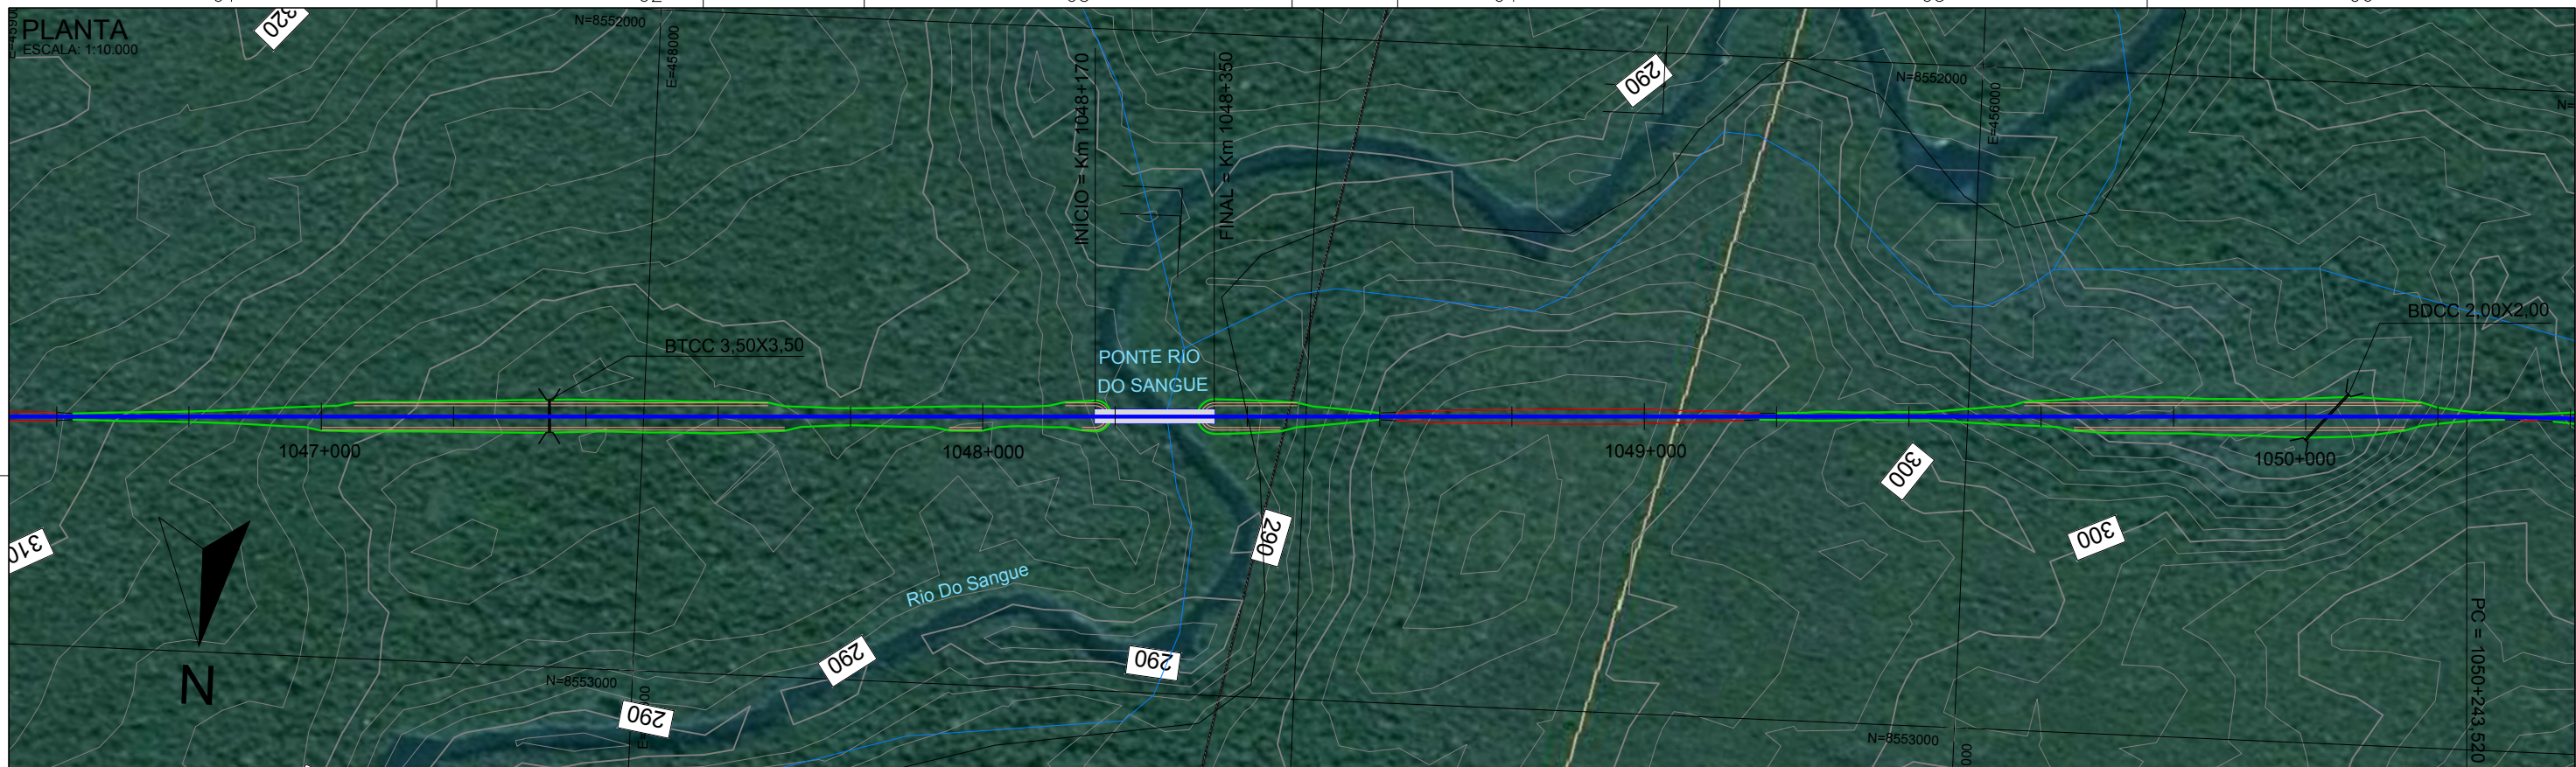 PLANTA
ESCALA: 1:10.000
320
N=8552000
E=458000
INÍCIO = Km 1048+170
FINAL = Km 1048+350
290
N=8552000
E=456000
BTCC 3,50X3,50
PONTE RIO
DO SANGUE
BDCC 2,00X2,00
1047+000
1048+000
1049+000
1050+000
300
300
310
290
Rio Do Sangue
290
290
290
N
N=8553000
N=8553000
PC = 1050+243,520